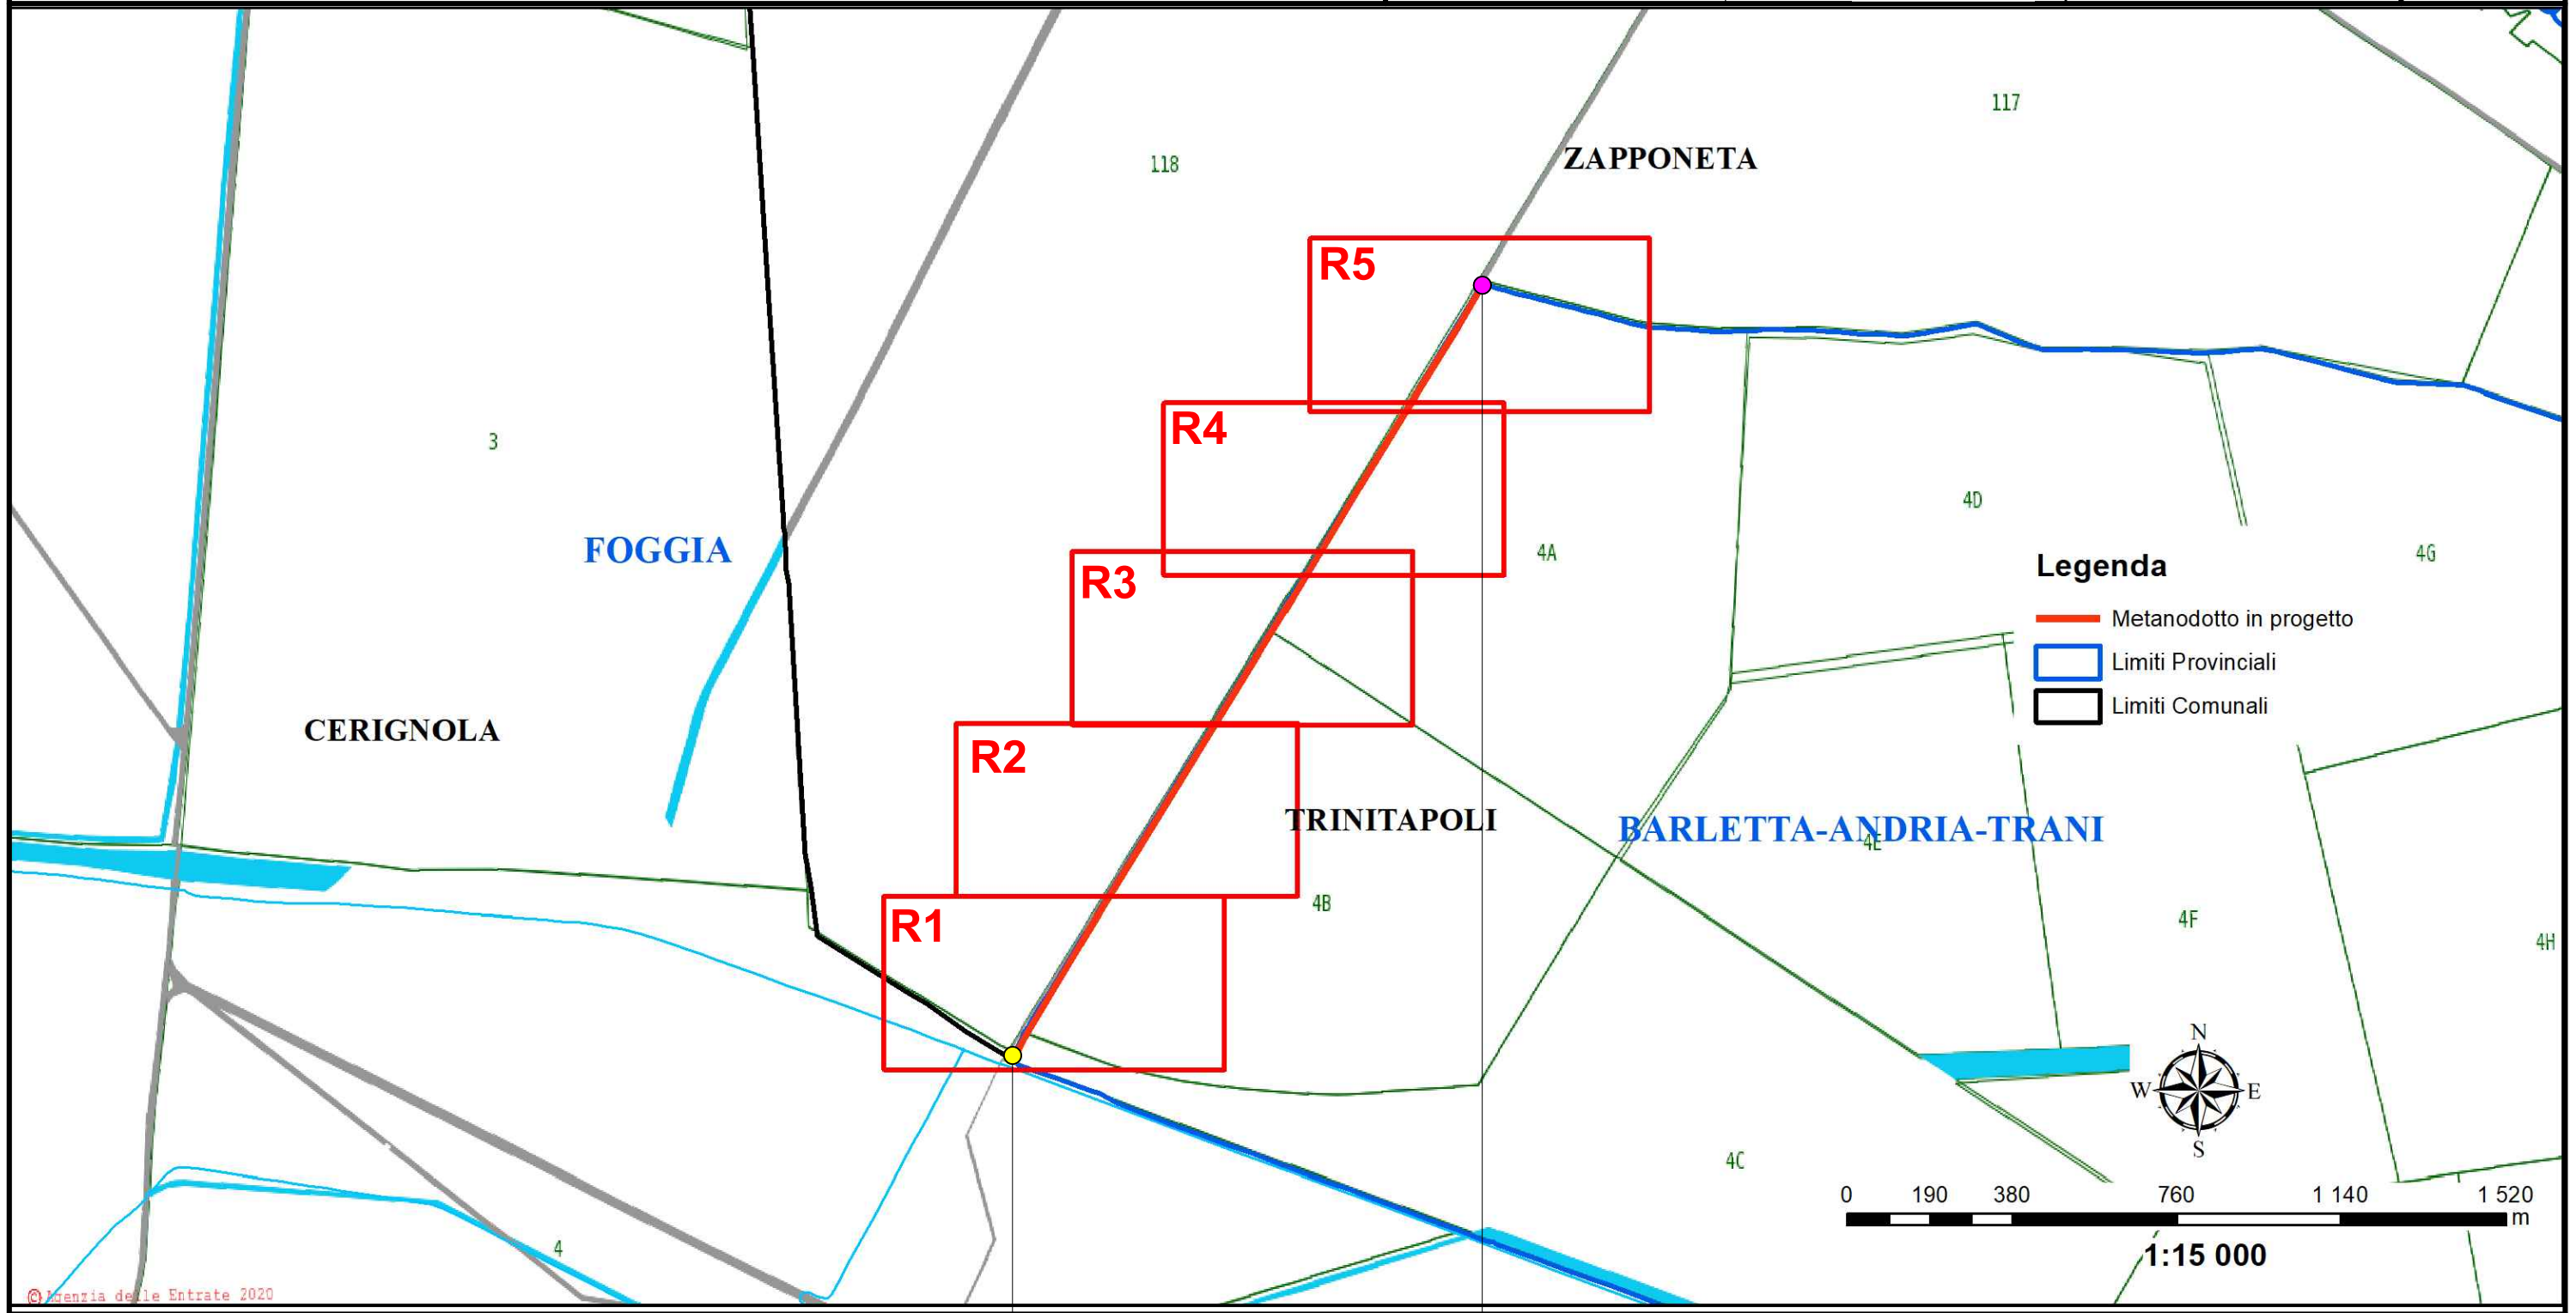 117
ZAPPONETA
118
R5
R4
3
4D
FOGGIA
4A
4G
R3
Legenda
Metanodotto in progetto
Limiti Provinciali
Limiti Comunali
CERIGNOLA
R2
TRINITAPOLI
BARLETTA-ANDRIA-TRANI
4E
4B
R1
4F
4H
N
W
E
S
4C
0 190 380 760 1 140 1 520
m
4
1:15 000
© Agenzia delle Entrate 2020